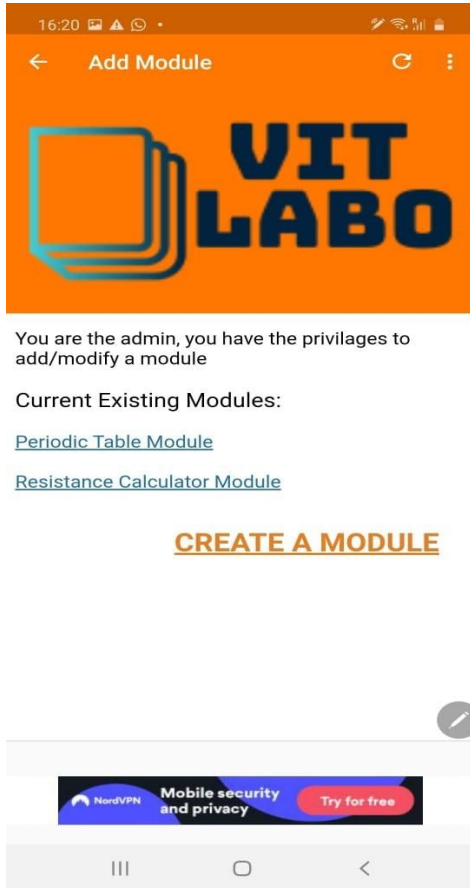 16:20
Add Module
VIT
LABO
You are the admin, you have the privilages to
add/modify a module
Current Existing Modules:
Periodic Table Module
Resistance Calculator Module
CREATE A MODULE
NordVPN
Mobile security
and privacy
Try for free